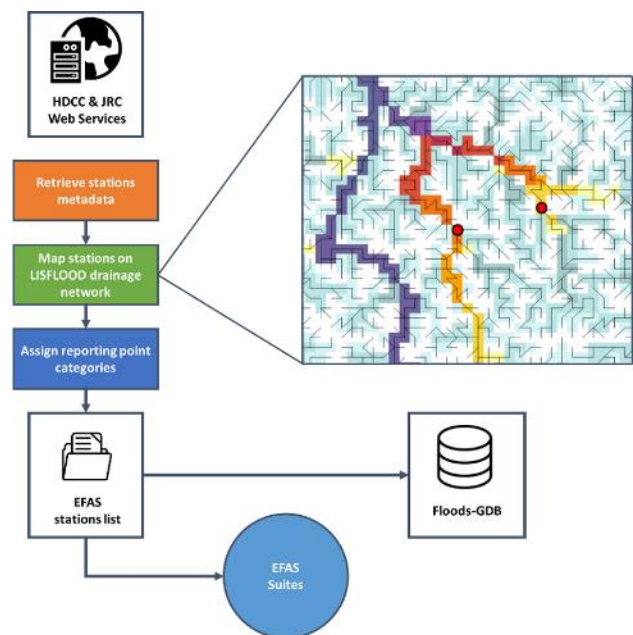 HDCC & JRC
Web Services
Retrieve stations
metadata
Map stations on
LISFLOOD drainage
network
Assign reporting point
categories
EFAS
stations list
Floods-GDB
EFAS
Suites